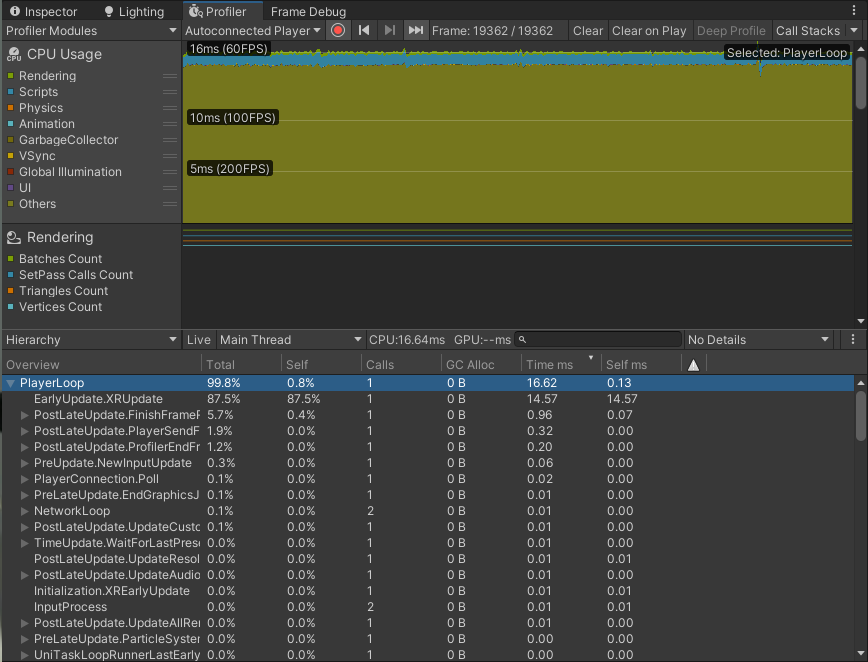 Inspector Lighting Profiler Frame Debug
Profiler Modules Autoconnected Player Frame: 19362 / 19362 Clear Clear on Play Deep Profile Call Stacks
CPU Usage
Rendering
Scripts
Physics
Animation
GarbageCollector
VSync
Global Illumination
UI
Others
16ms (60FPS)
Selected: PlayerLoop
10ms (100FPS)
5ms (200FPS)
Rendering
Batches Count
SetPass Calls Count
Triangles Count
Vertices Count
Hierarchy Live Main Thread CPU:16.64ms GPU:--ms No Details
Overview Total Self Calls GC Alloc Time ms Self ms
PlayerLoop 99.8% 0.8% 1 0 B 16.62 0.13
EarlyUpdate.XRUpdate 87.5% 87.5% 1 0 B 14.57 14.57
PostLateUpdate.FinishFrameF 5.7% 0.4% 1 0 B 0.96 0.07
PostLateUpdate.PlayerSendF 1.9% 0.0% 1 0 B 0.32 0.00
PostLateUpdate.ProfilerEndFr 1.2% 0.0% 1 0 B 0.20 0.00
PreUpdate.NewInputUpdate 0.3% 0.0% 1 0 B 0.06 0.00
PlayerConnection.Poll 0.1% 0.0% 1 0 B 0.02 0.00
PreLateUpdate.EndGraphicsJ 0.1% 0.0% 1 0 B 0.01 0.00
NetworkLoop 0.1% 0.0% 2 0 B 0.01 0.00
PostLateUpdate.UpdateCustc 0.1% 0.0% 1 0 B 0.01 0.00
TimeUpdate.WaitForLastPrese 0.0% 0.0% 1 0 B 0.01 0.00
PostLateUpdate.UpdateResol 0.0% 0.0% 1 0 B 0.01 0.01
PostLateUpdate.UpdateAudio 0.0% 0.0% 1 0 B 0.01 0.00
Initialization.XREarlyUpdate 0.0% 0.0% 1 0 B 0.01 0.01
InputProcess 0.0% 0.0% 2 0 B 0.01 0.01
PostLateUpdate.UpdateAllRer 0.0% 0.0% 1 0 B 0.01 0.00
PreLateUpdate.ParticleSyster 0.0% 0.0% 1 0 B 0.00 0.00
UniTaskLoopRunnerLastEarly 0.0% 0.0% 1 0 B 0.00 0.00